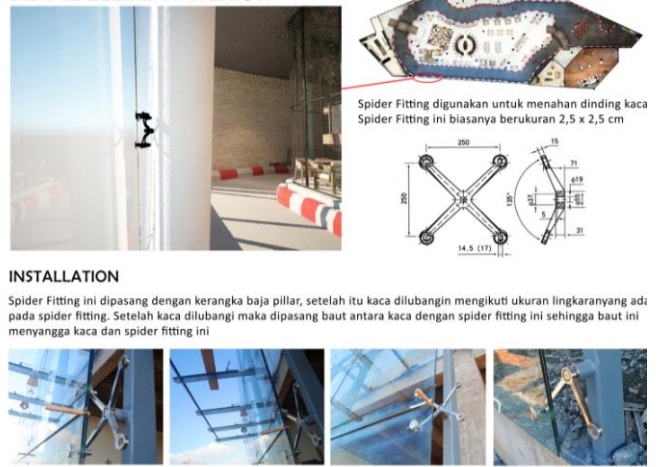 Spider Fitting digunakan untuk menahan dinding kaca
Spider Fitting ini biasanya berukuran 2,5 x 2,5 cm
250
250
15
71
135°
ø37
ø19
ø55
5
31
14,5 (17)
INSTALLATION
Spider Fitting ini dipasang dengan kerangka baja pillar, setelah itu kaca dilubangin mengikuti ukuran lingkaranyang ada
pada spider fitting. Setelah kaca dilubangi maka dipasang baut antara kaca dengan spider fitting ini sehingga baut ini
menyangga kaca dan spider fitting ini